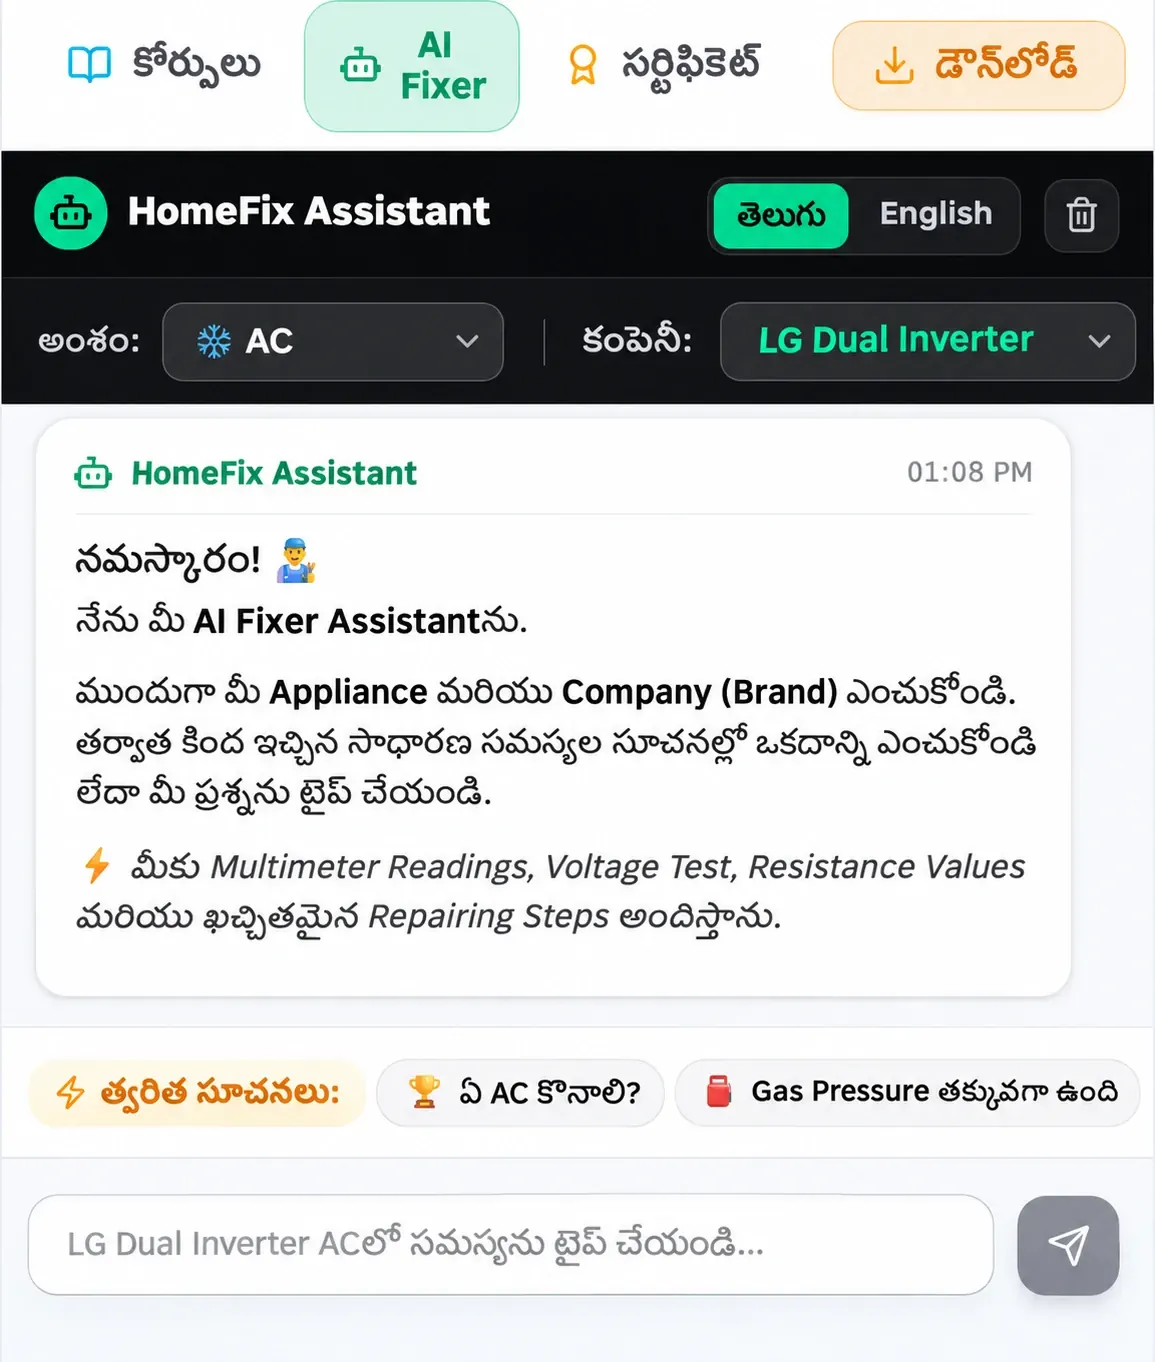 కోర్పులు
AI
Fixer
సర్టిఫికెట్
డౌన్‌లోడ్
HomeFix Assistant
తెలుగు
English
అంశం:
AC
కంపెనీ:
LG Dual Inverter
HomeFix Assistant
01:08 PM
నమస్కారం!
నేను మీ AI Fixer Assistantను.
ముందుగా మీ Appliance మరియు Company (Brand) ఎంచుకోండి.
తర్వాత కింద ఇచ్చిన సాధారణ సమస్యల సూచనల్లో ఒకదాన్ని ఎంచుకోండి
లేదా మీ ప్రశ్నను టైప్ చేయండి.
మీకు Multimeter Readings, Voltage Test, Resistance Values
మరియు ఖచ్చితమైన Repairing Steps అందిస్తాను.
త్వరిత సూచనలు:
ఏ AC కొనాలి?
Gas Pressure తక్కువగా ఉంది
LG Dual Inverter ACలో సమస్యను టైప్ చేయండి...